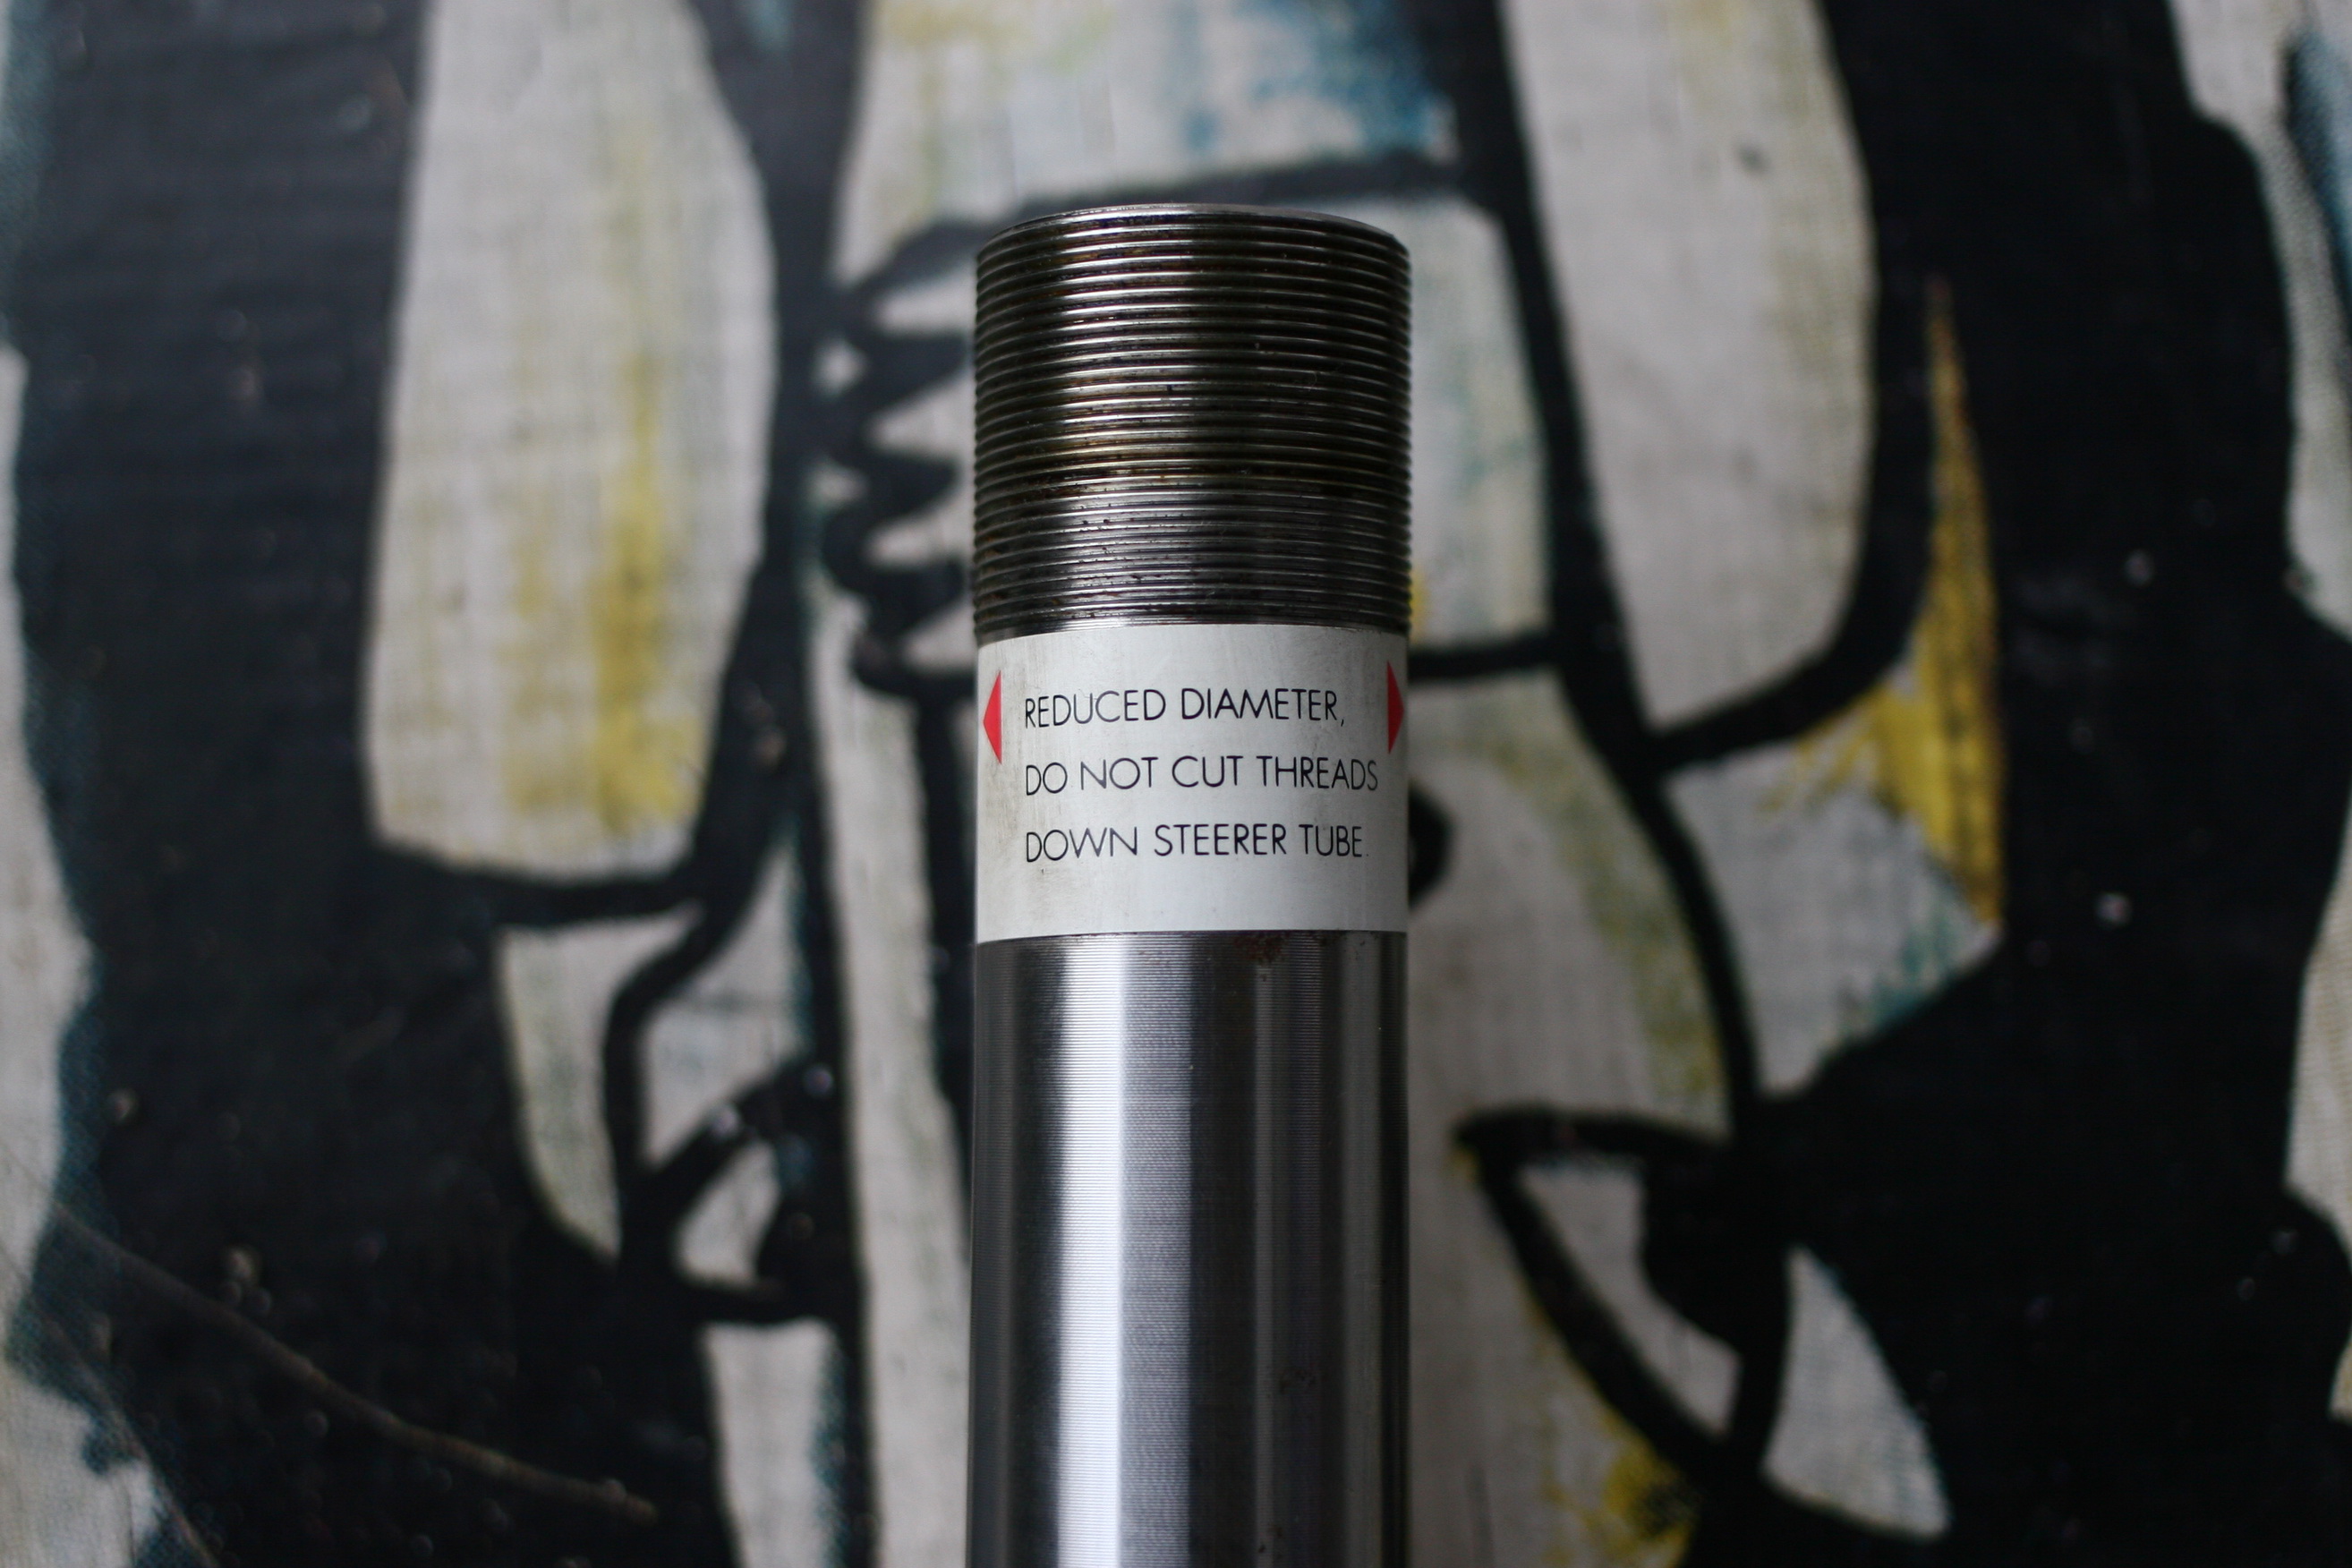 REDUCED DIAMETER,
DO NOT CUT THREADS
DOWN STEERER TUBE.